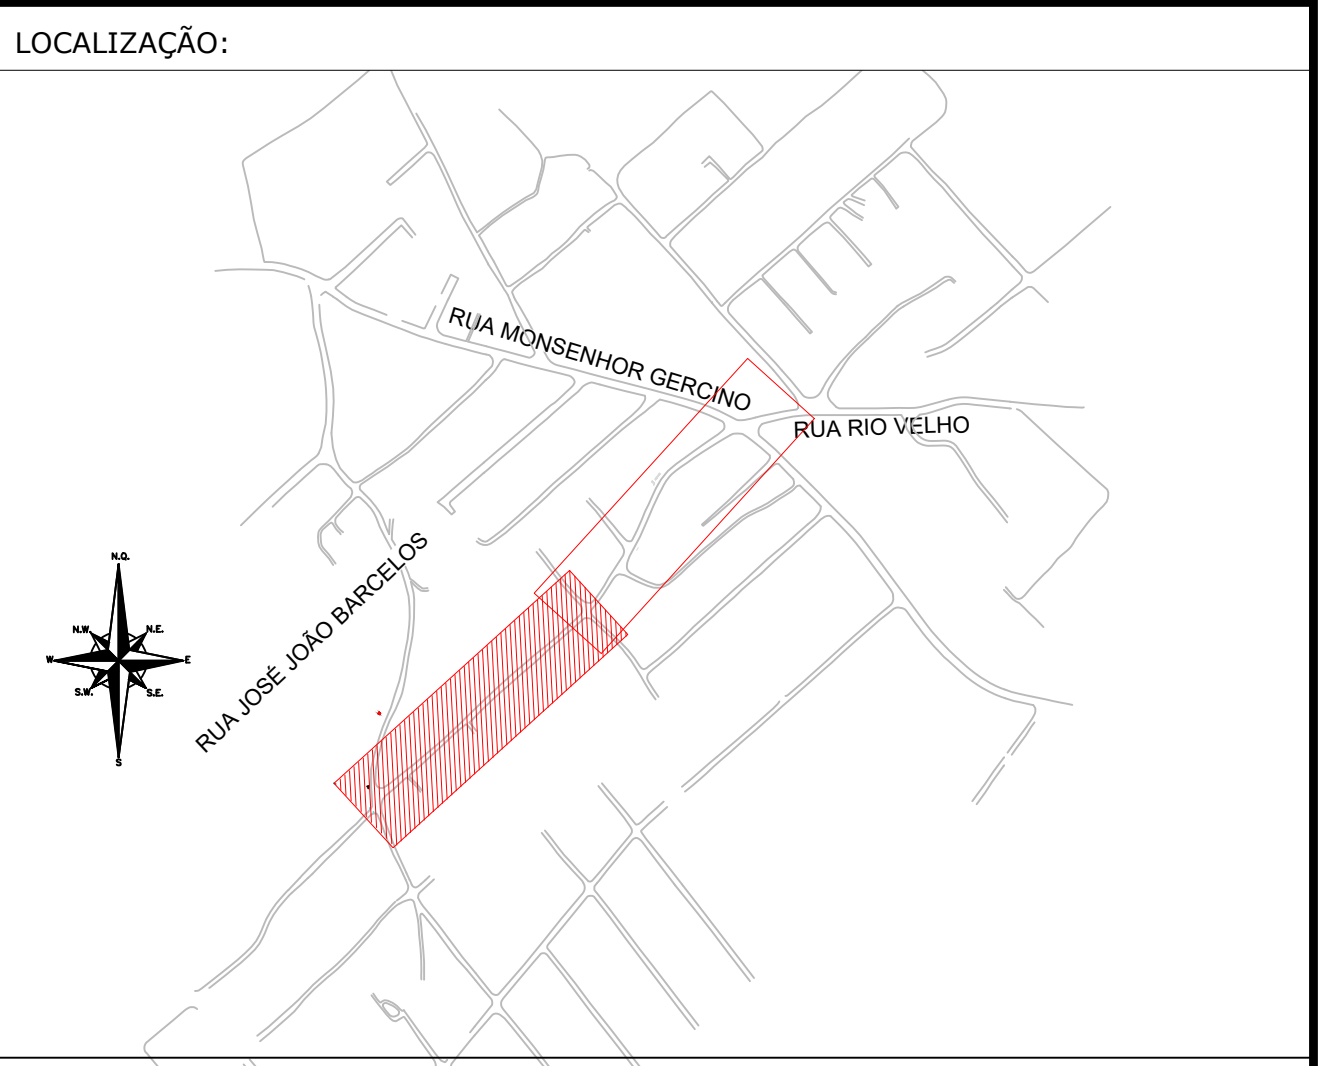 LOCALIZAÇÃO:
RUA MONSENHOR GERCINO
RUA RIO VELHO
RUA JOSÉ JOÃO BARCELOS
N.Q.
N.W.
N.E.
W
E
S.W.
S.E.
S